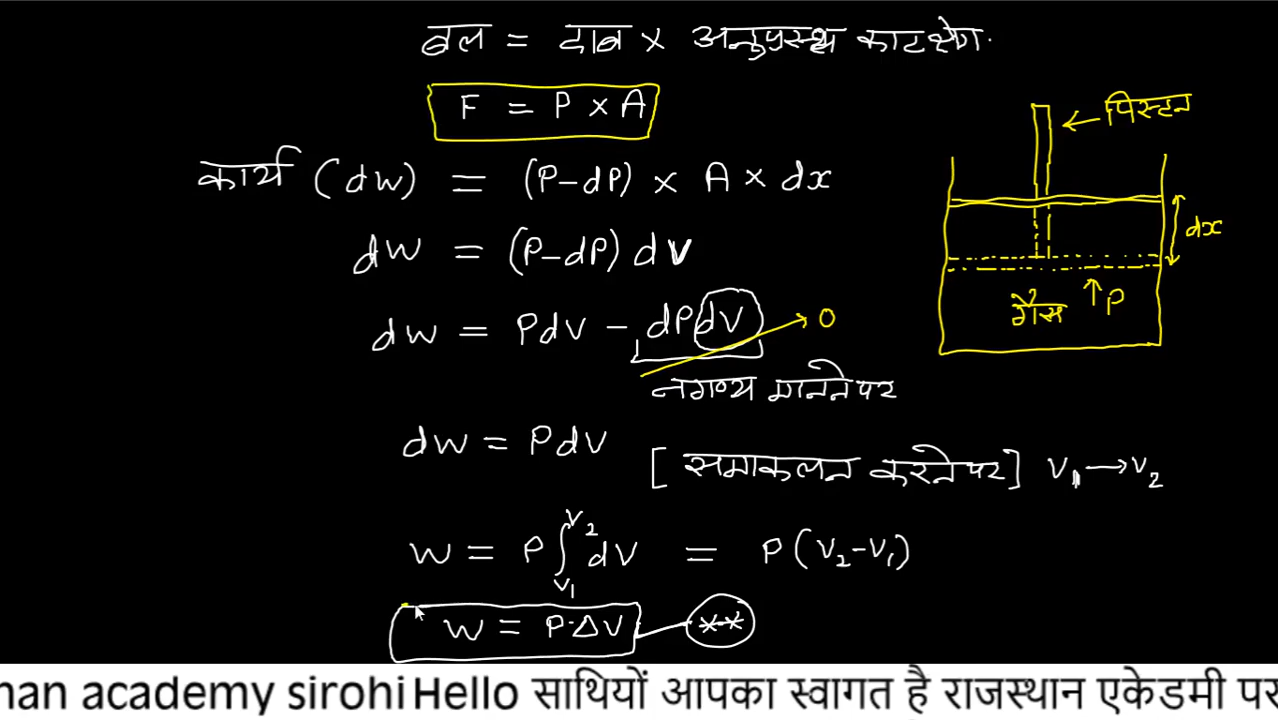 बल = दाब × अनुप्रस्थ काट क्षेत्र.
F = P × A
← पिस्टन
कार्य (dw) = (P-dP) × A × dx
dx
dw = (P-dP) dV
गैस ↑ P
dw = PdV - dPdV → 0
नगण्य मानने पर
dw = PdV [समाकलन करने पर] V₁ → V₂
W = P∫V₁V₂ dV = P(V₂-V₁)
W = P·ΔV **
han academy sirohi Hello साथियों आपका स्वागत है राजस्थान एकेडमी पर